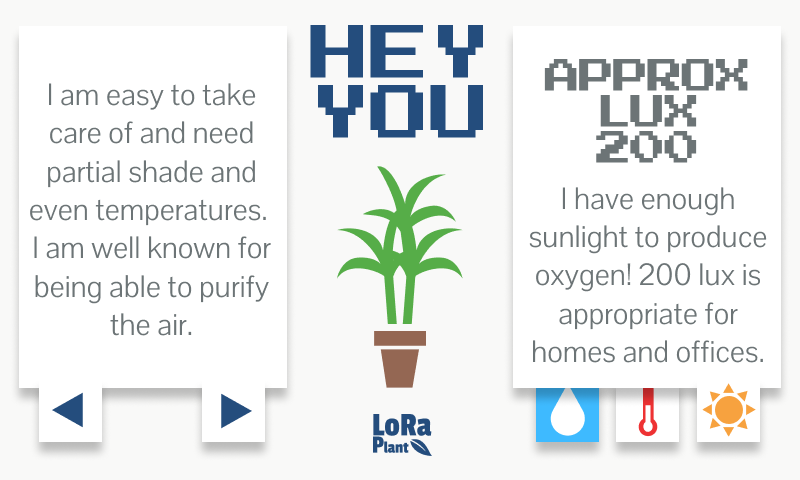 I am easy to take
care of and need
partial shade and
even temperatures.
I am well known for
being able to purify
the air.
HEY
YOU
LoRa
Plant
APPROX
LUX
200
I have enough
sunlight to produce
oxygen! 200 lux is
appropriate for
homes and offices.